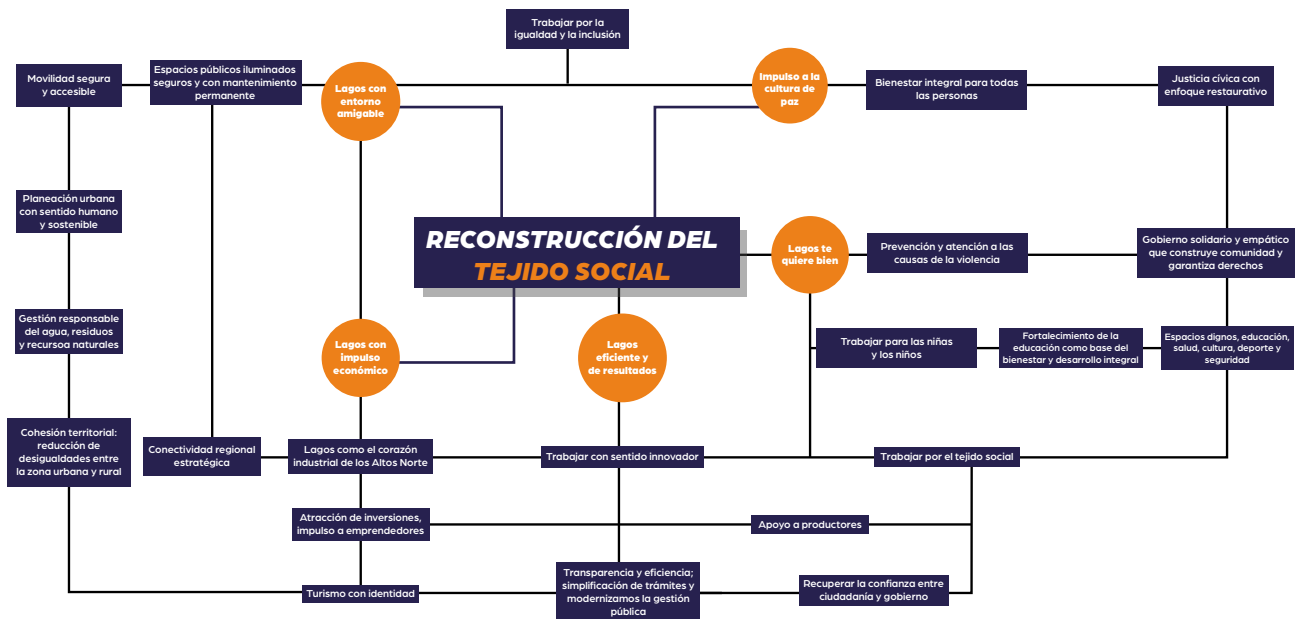 Trabajar por la
igualdad y la inclusión
Movilidad segura
y accesible
Espacios públicos iluminados
seguros y con mantenimiento
permanente
Lagos con
entorno
amigable
Impulso a la
cultura de
paz
Bienestar integral para todas
las personas
Justicia cívica con
enfoque restaurativo
Planeación urbana
con sentido humano
y sostenible
RECONSTRUCCIÓN DEL
TEJIDO SOCIAL
Lagos te
quiere bien
Prevención y atención a las
causas de la violencia
Gobierno solidario y empático
que construye comunidad y
garantiza derechos
Gestión responsable
del agua, residuos
y recursoa naturales
Lagos con
impulso
económico
Lagos
eficiente y
de resultados
Trabajar para las niñas
y los niños
Fortalecimiento de la
educación como base del
bienestar y desarrollo integral
Espacios dignos, educación,
salud, cultura, deporte y
seguridad
Cohesión territorial:
reducción de
desigualdades entre
la zona urbana y rural
Conectividad regional
estratégica
Lagos como el corazón
industrial de los Altos Norte
Trabajar con sentido innovador
Trabajar por el tejido social
Atracción de inversiones,
impulso a emprendedores
Apoyo a productores
Turismo con identidad
Transparencia y eficiencia;
simplificación de trámites y
modernizamos la gestión
pública
Recuperar la confianza entre
ciudadanía y gobierno